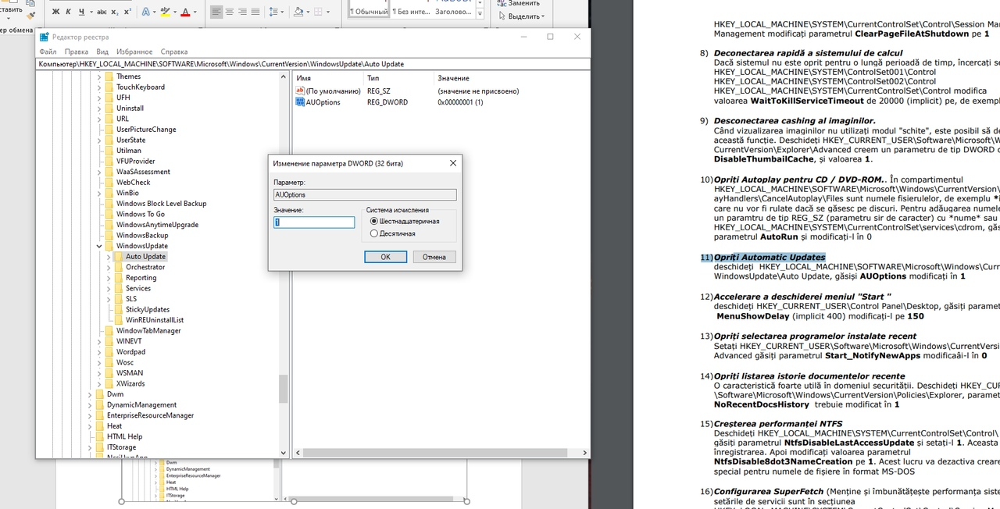 ставить
Ж К Ч abc x₂ x²
ер обмена
¶ Обычный
¶ Без инте...
Заголово...
Заменить
Выделить
Редактор реестра
Файл Правка Вид Избранное Справка
Компьютер\HKEY_LOCAL_MACHINE\SOFTWARE\Microsoft\Windows\CurrentVersion\WindowsUpdate\Auto Update
Themes
TouchKeyboard
UFH
Uninstall
URL
UserPictureChange
UserState
Utilman
VFUProvider
WaaSAssessment
WebCheck
WinBio
Windows Block Level Backup
Windows To Go
WindowsAnytimeUpgrade
WindowsBackup
WindowsUpdate
Auto Update
Orchestrator
Reporting
Services
SLS
StickyUpdates
WinREUninstallList
WindowTabManager
WINEVT
Wordpad
Wosc
WSMAN
XWizards
Dwm
DynamicManagement
EnterpriseResourceManager
Heat
HTML Help
ITStorage
Имя Тип Значение
(По умолчанию) REG_SZ (значение не присвоено)
AUOptions REG_DWORD 0x00000001 (1)
Изменение параметра DWORD (32 бита)
Параметр:
AUOptions
Значение:
1
Система исчисления
Шестнадцатеричная
Десятичная
OK
Отмена
Dwm
DynamicManagement
EnterpriseResourceManager
Heat
HTML Help
ITStorage
HKEY_LOCAL_MACHINE\SYSTEM\CurrentControlSet\Control\Session Mar
Management modificați parametrul ClearPageFileAtShutdown pe 1
8) Deconectarea rapidă a sistemului de calcul
Dacă sistemul nu este oprit pentru o lungă perioadă de timp, încercați se
HKEY_LOCAL_MACHINE\SYSTEM\ControlSet001\Control
HKEY_LOCAL_MACHINE\SYSTEM\ControlSet002\Control
HKEY_LOCAL_MACHINE\SYSTEM\CurrentControlSet\Control modifica
valoarea WaitToKillServiceTimeout de 20000 (implicit) pe, de exempl
9) Desconectarea cashing al imaginilor.
Când vizualizarea imaginilor nu utilizați modul "schite", este posibil să de
această funcție. Deschideți HKEY_CURRENT_USER\Software\Microsoft\W
CurrentVersion\Explorer\Advanced creem un parametru de tip DWORD c
DisableThumbailCache, și valoarea 1.
10) Opriți Autoplay pentru CD / DVD-ROM.. În compartimentul
HKEY_LOCAL_MACHINE\SOFTWARE\Microsoft\Windows\CurrentVersion\
ayHandlers\CancelAutoplay\Files sunt numele fisierulelor, de exemplu *i
care nu vor fi rulate dacă se găsesc pe discuri. Pentru adăugarea numele
un paramtru de tip REG_SZ (parametru sir de caracter) cu *nume* sau
HKEY_LOCAL_MACHINE\SYSTEM\CurrentControlSet\services\cdrom, găs
parametrul AutoRun și modificați-l în 0
11) Opriți Automatic Updates
deschideți HKEY_LOCAL_MACHINE\SOFTWARE\Microsoft\Windows\Curr
WindowsUpdate\Auto Update, găsiși AUOptions modificați în 1
12) Accelerare a deschiderei meniul "Start "
deschideți HKEY_CURRENT_USER\Control Panel\Desktop, găsiți paramet
MenuShowDelay (implicit 400) modificați-l pe 150
13) Opriți selectarea programelor instalate recent
Setați HKEY_CURRENT_USER\Software\Microsoft\Windows\CurrentVersi
Advanced găsiți parametrul Start_NotifyNewApps modificaâi-l în 0
14) Opriți listarea istorie documentelor recente
O caracteristică foarte utilă în domeniul securității. Deschideți HKEY_CUR
\Software\Microsoft\Windows\CurrentVersion\Policies\Explorer, paramet
NoRecentDocsHistory trebuie modificat în 1
15) Creșterea performanței NTFS
Deschideți HKEY_LOCAL_MACHINE\SYSTEM\CurrentControlSet\Control\
găsiți parametrul NtfsDisableLastAccessUpdate și setați-l 1. Aceasta
înregistrarea. Apoi modificați valoarea parametrul
NtfsDisable8dot3NameCreation pe 1. Acest lucru va dezactiva creare
special pentru numele de fișiere în format MS-DOS
16) Configurarea SuperFetch (Menține și îmbunătățește performanța siste
setările de servicii sunt în secțiunea